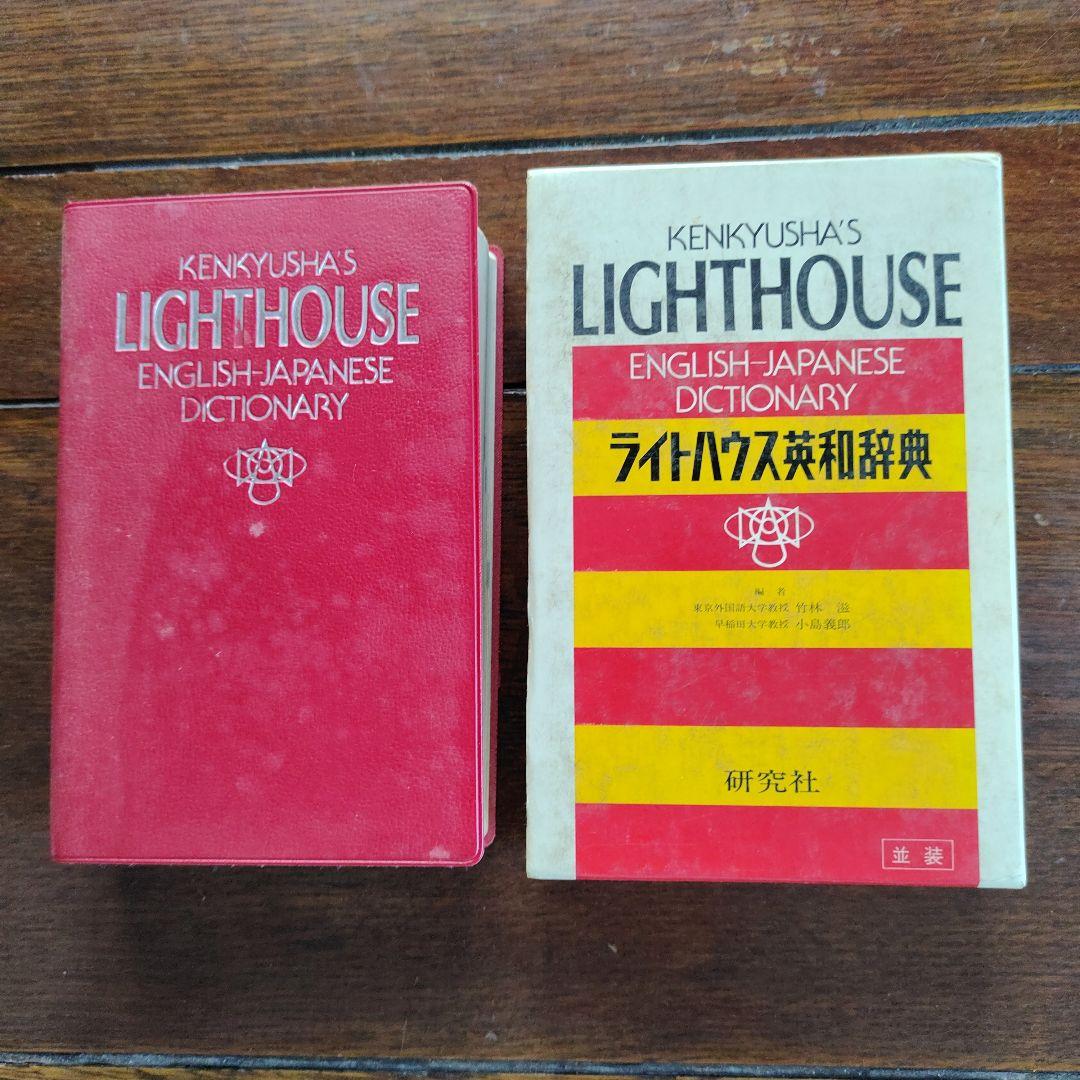 KENKYUSHA'S
LIGHTHOUSE
ENGLISH-JAPANESE
DICTIONARY
KENKYUSHA'S
LIGHTHOUSE
ENGLISH-JAPANESE
DICTIONARY
ライトハウス英和辞典
編 者
東京外国語大学教授 竹林 滋
早稲田大学教授 小島義郎
研究社
並装